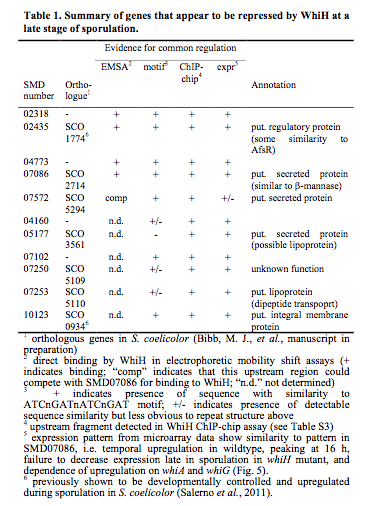 Table 1. Summary of genes that appear to be repressed by WhiH at a
late stage of sporulation.
Evidence for common regulation
EMSA2 motif3 ChIP- expr5
chip4
SMD Ortho- Annotation
number logue1
02318 - + + + +
02435 SCO + + + + put. regulatory protein
17746 (some similarity to
AfsR)
04773 - + + + +
07086 SCO + + + + put. secreted protein
2714 (similar to β-mannase)
07572 SCO comp + + +/- put. secreted protein
5294
04160 - n.d. +/- + +
05177 SCO n.d. - + + put. secreted protein
3561 (possible lipoprotein)
07102 - n.d. + + +
07250 SCO n.d. +/- + + unknown function
5109
07253 SCO n.d. +/- + + put. lipoprotein
5110 (dipeptide transpoprt)
10123 SCO n.d. + + + put. integral membrane
09346 protein
1 orthologous genes in S. coelicolor (Bibb, M. J., et al., manuscript in
preparation)
2 direct binding by WhiH in electrophoretic mobility shift assays (+
indicates binding; “comp” indicates that this upstream region could
compete with SMD07086 for binding to WhiH; “n.d.” not determined)
3 + indicates presence of sequence with similarity to
ATCnGATnATCnGAT motif; +/- indicates presence of detectable
sequence similarity but less obvious to repeat structure above
4 upstream fragment detected in WhiH ChIP-chip assay (see Table S3)
5 expression pattern from microarray data show similarity to pattern in
SMD07086, i.e. temporal upregulation in wildtype, peaking at 16 h,
failure to decrease expression late in sporulation in whiH mutant, and
dependence of upregulation on whiA and whiG (Fig. 5).
6 previously shown to be developmentally controlled and upregulated
during sporulation in S. coelicolor (Salerno et al., 2011).